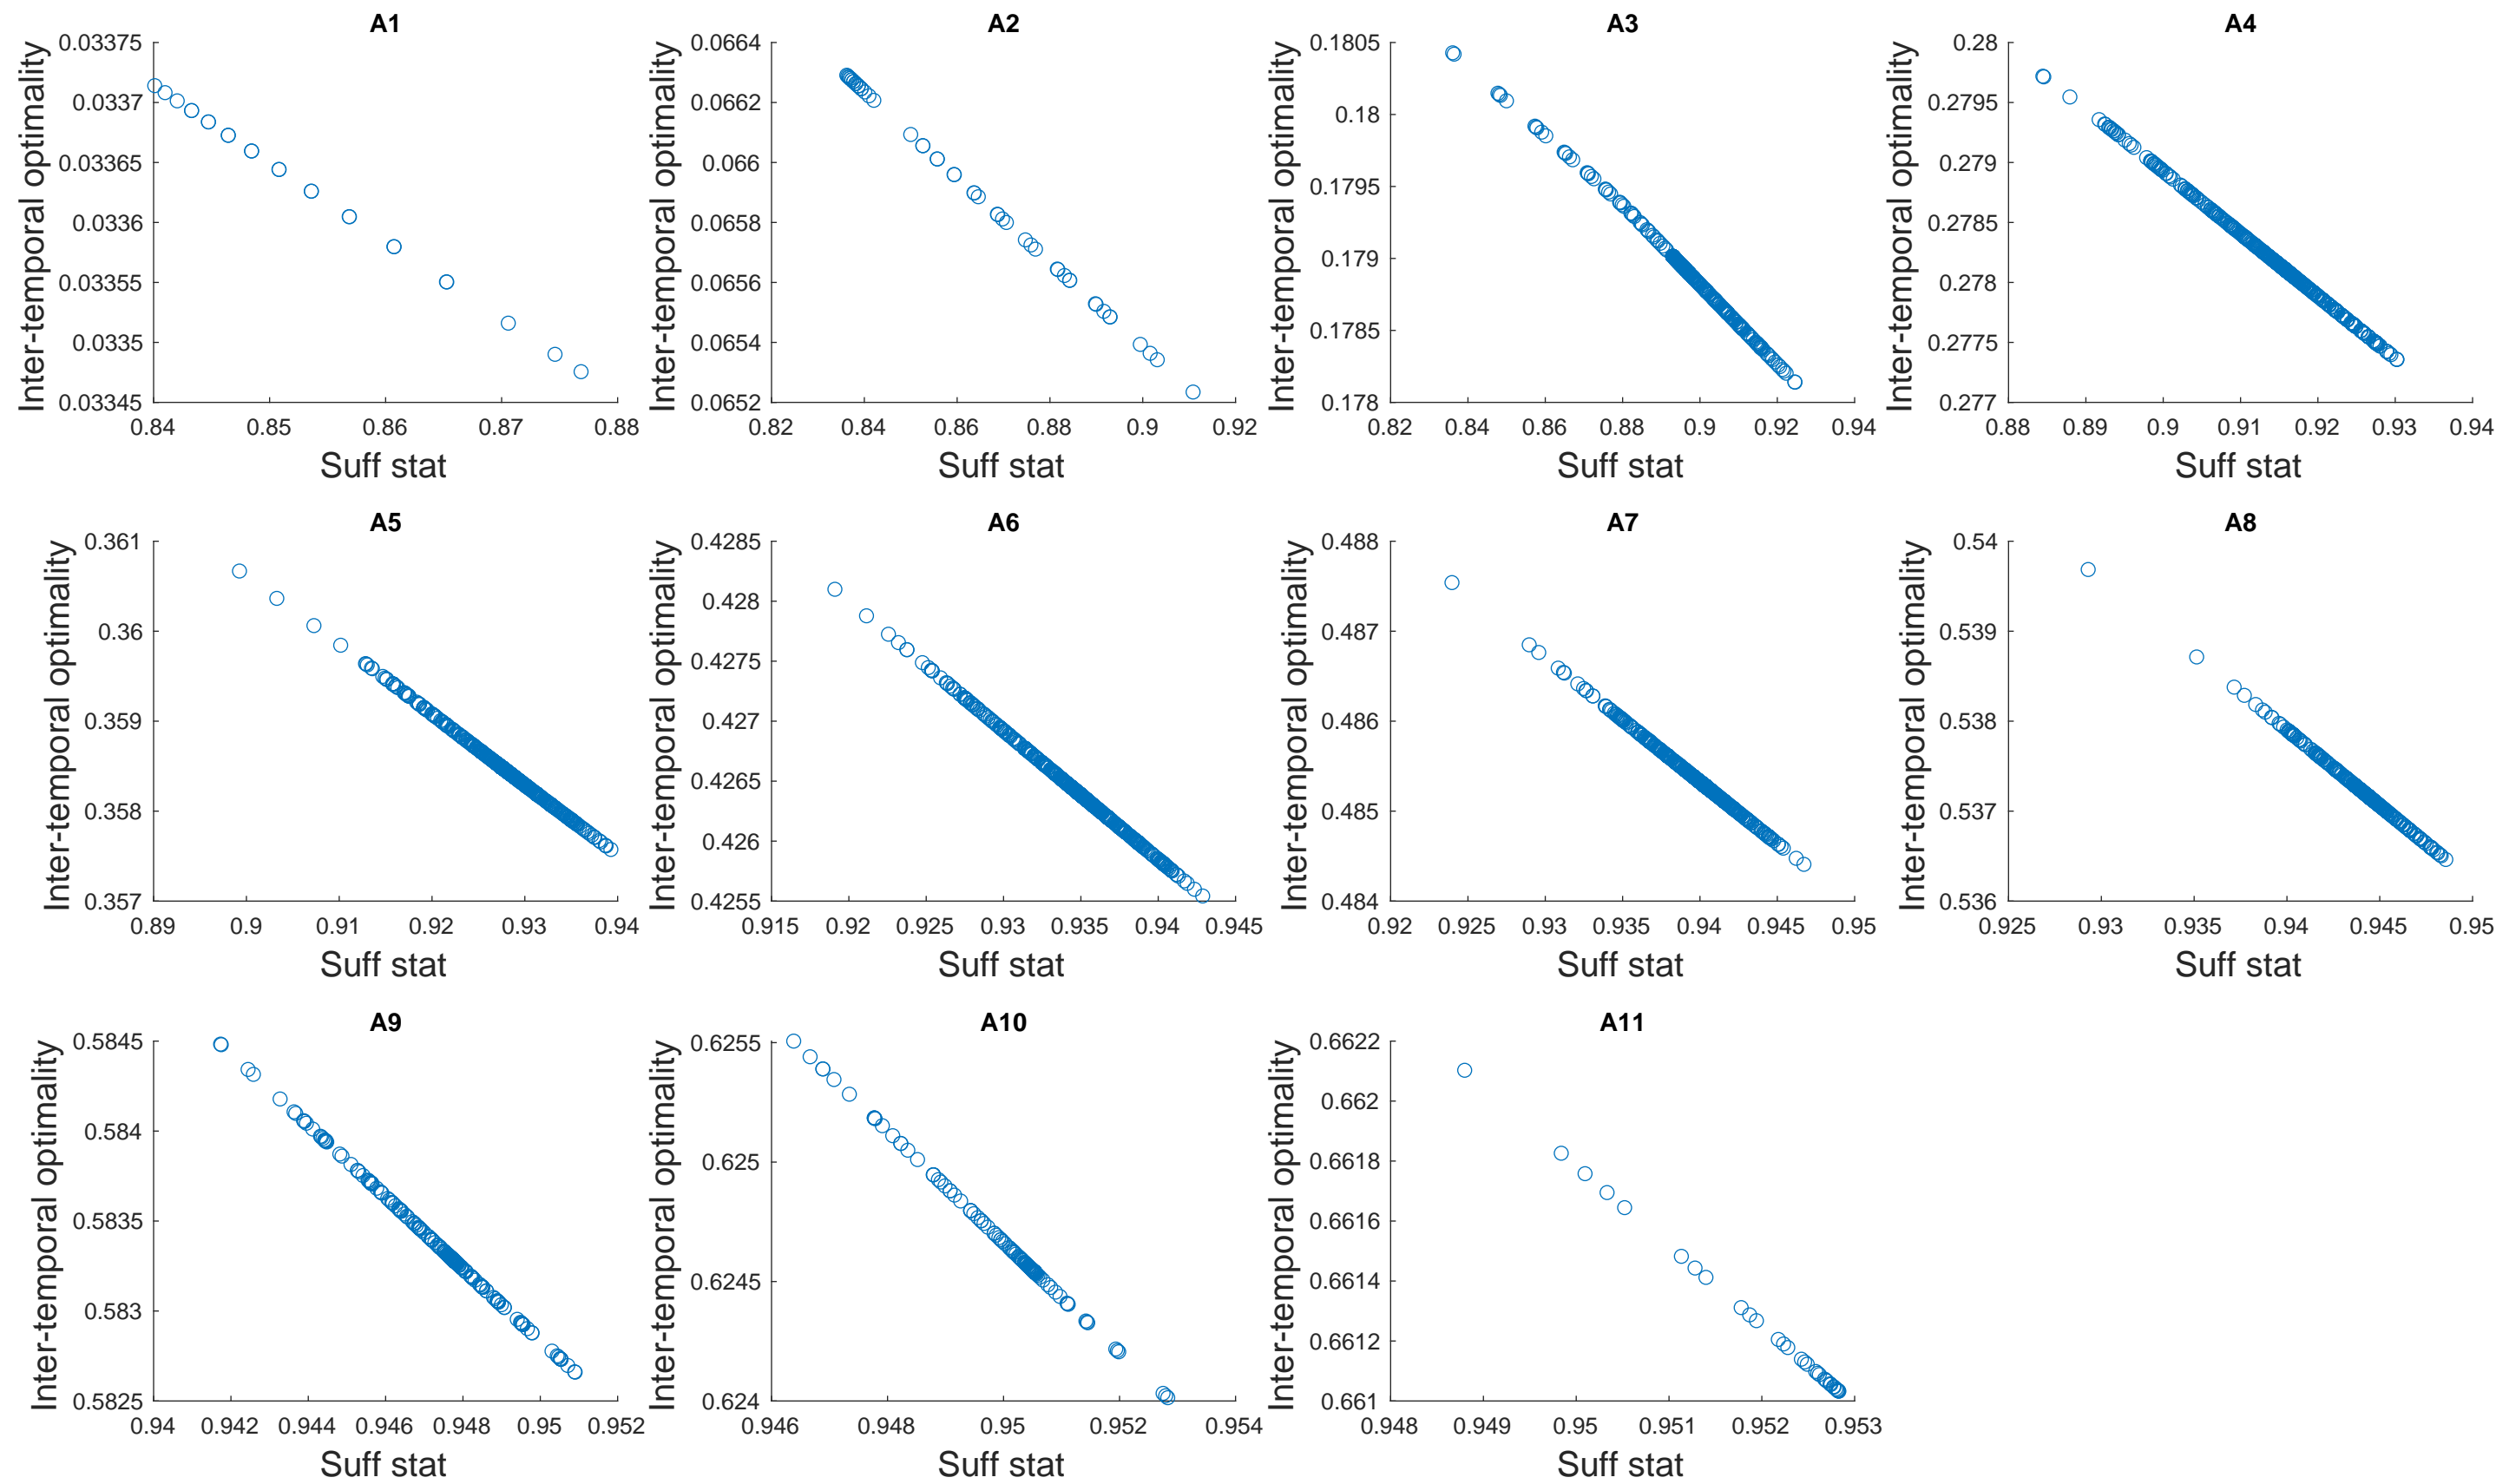 A1
Inter-temporal optimality
0.03375
0.0337
0.03365
0.0336
0.03355
0.0335
0.03345
0.84 0.85 0.86 0.87 0.88
Suff stat
A2
Inter-temporal optimality
0.0664
0.0662
0.066
0.0658
0.0656
0.0654
0.0652
0.82 0.84 0.86 0.88 0.9 0.92
Suff stat
A3
Inter-temporal optimality
0.1805
0.18
0.1795
0.179
0.1785
0.178
0.82 0.84 0.86 0.88 0.9 0.92 0.94
Suff stat
A4
Inter-temporal optimality
0.28
0.2795
0.279
0.2785
0.278
0.2775
0.277
0.88 0.89 0.9 0.91 0.92 0.93 0.94
Suff stat
A5
Inter-temporal optimality
0.361
0.36
0.359
0.358
0.357
0.89 0.9 0.91 0.92 0.93 0.94
Suff stat
A6
Inter-temporal optimality
0.4285
0.428
0.4275
0.427
0.4265
0.426
0.4255
0.915 0.92 0.925 0.93 0.935 0.94 0.945
Suff stat
A7
Inter-temporal optimality
0.488
0.487
0.486
0.485
0.484
0.92 0.925 0.93 0.935 0.94 0.945 0.95
Suff stat
A8
Inter-temporal optimality
0.54
0.539
0.538
0.537
0.536
0.925 0.93 0.935 0.94 0.945 0.95
Suff stat
A9
Inter-temporal optimality
0.5845
0.584
0.5835
0.583
0.5825
0.94 0.942 0.944 0.946 0.948 0.95 0.952
Suff stat
A10
Inter-temporal optimality
0.6255
0.625
0.6245
0.624
0.946 0.948 0.95 0.952 0.954
Suff stat
A11
Inter-temporal optimality
0.6622
0.662
0.6618
0.6616
0.6614
0.6612
0.661
0.948 0.949 0.95 0.951 0.952 0.953
Suff stat